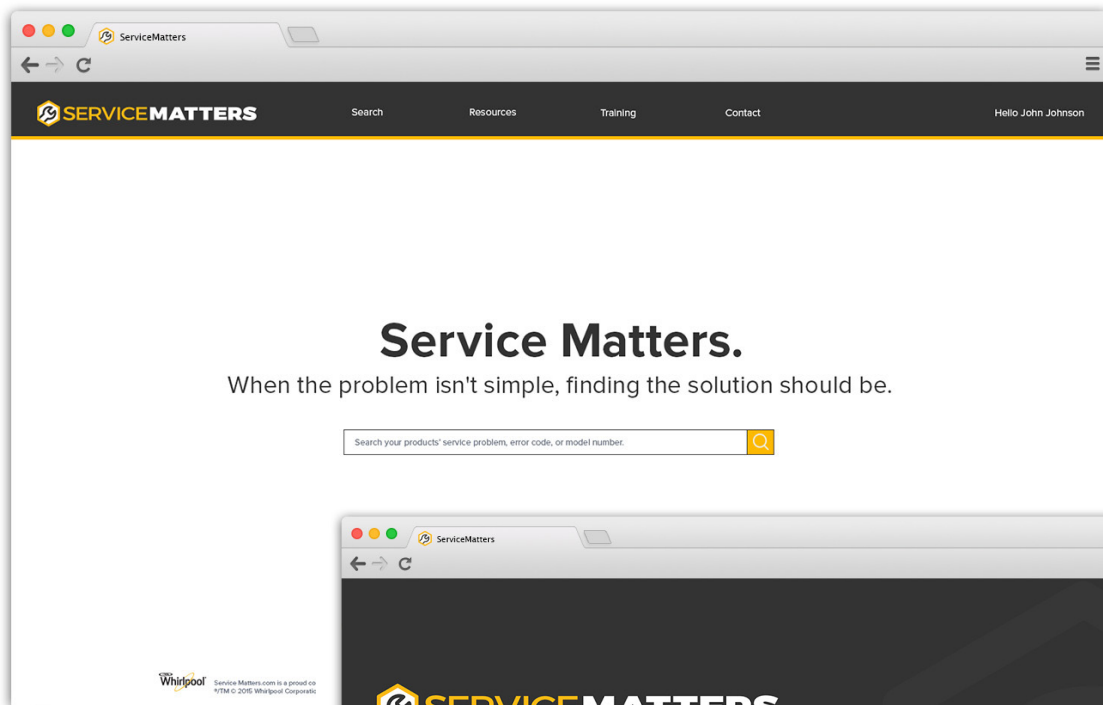 ServiceMatters
SERVICEMATTERS Search Resources Training Contact Hello John Johnson
Service Matters.
When the problem isn't simple, finding the solution should be.
Search your products' service problem, error code, or model number.
ServiceMatters
Whirlpool
Service Matters.com is a proud co
®/TM © 2015 Whirlpool Corporatio
SERVICEMATTERS